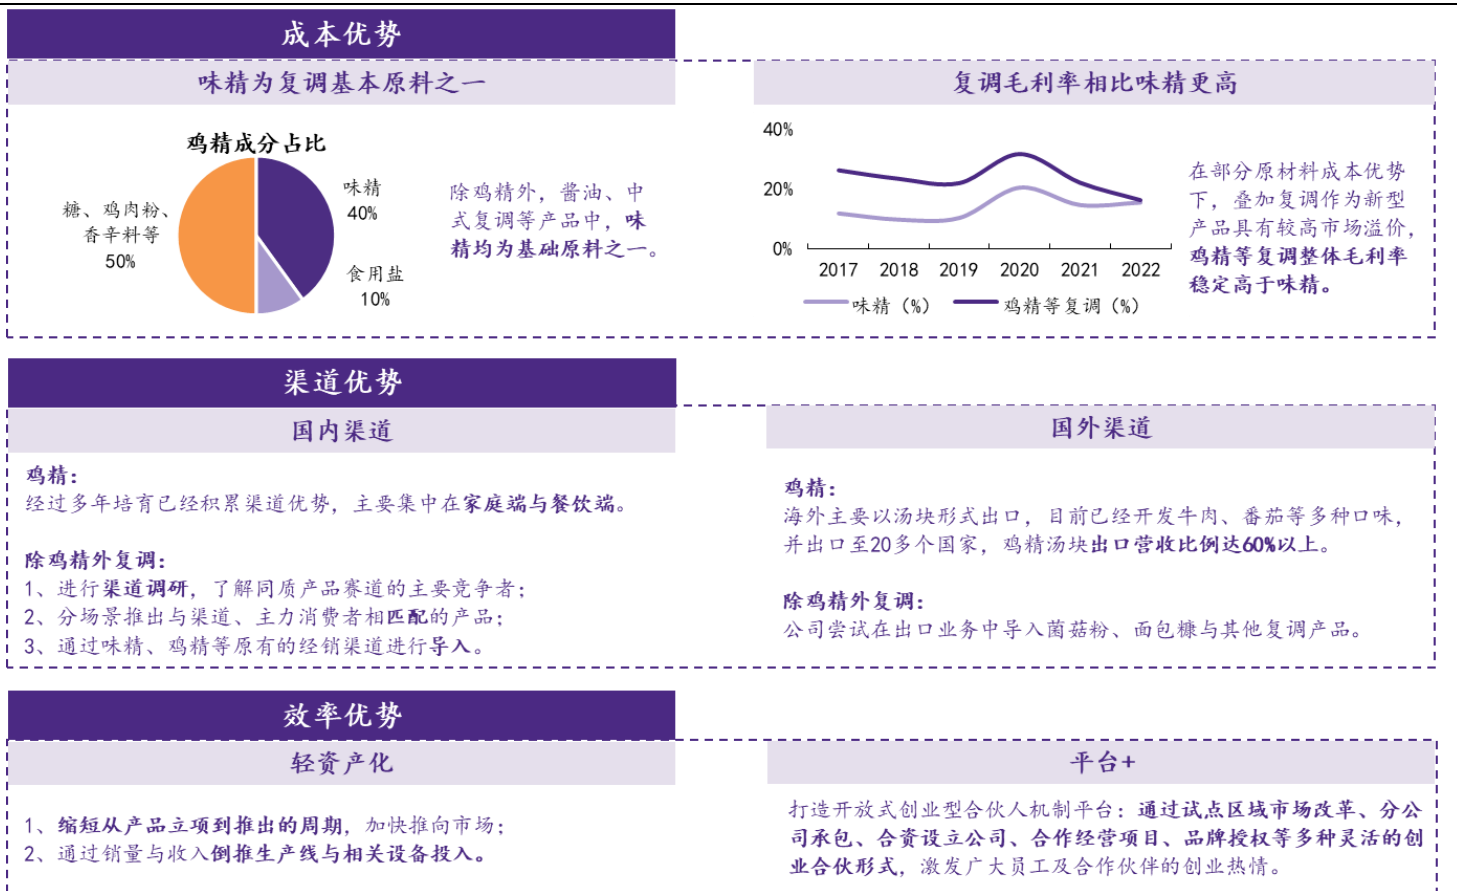 成本优势
味精为复调基本原料之一
鸡精成分占比
味精
40%
糖、鸡肉粉、
香辛料等
50%
食用盐
10%
除鸡精外，酱油、中
式复调等产品中，味
精均为基础原料之一。
复调毛利率相比味精更高
40%
20%
0%
2017 2018 2019 2020 2021 2022
味精（%） 鸡精等复调（%）
在部分原材料成本优势
下，叠加复调作为新型
产品具有较高市场溢价，
鸡精等复调整体毛利率
稳定高于味精。
渠道优势
国内渠道
鸡精：
经过多年培育已经积累渠道优势，主要集中在家庭端与餐饮端。
除鸡精外复调：
1、进行渠道调研，了解同质产品赛道的主要竞争者；
2、分场景推出与渠道、主力消费者相匹配的产品；
3、通过味精、鸡精等原有的经销渠道进行导入。
国外渠道
鸡精：
海外主要以汤块形式出口，目前已经开发牛肉、番茄等多种口味，
并出口至20多个国家，鸡精汤块出口营收比例达60%以上。
除鸡精外复调：
公司尝试在出口业务中导入菌菇粉、面包糠与其他复调产品。
效率优势
轻资产化
1、缩短从产品立项到推出的周期，加快推向市场；
2、通过销量与收入倒推生产线与相关设备投入。
平台+
打造开放式创业型合伙人机制平台：通过试点区域市场改革、分公
司承包、合资设立公司、合作经营项目、品牌授权等多种灵活的创
业合伙形式，激发广大员工及合作伙伴的创业热情。